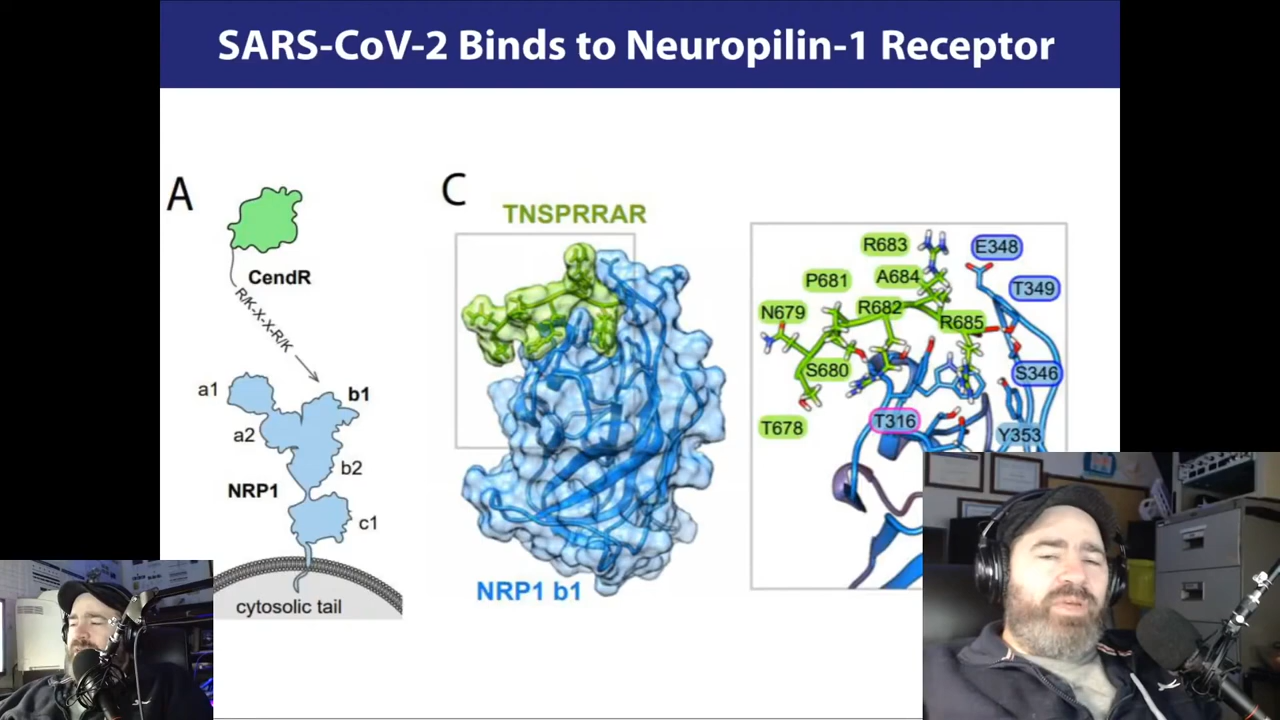 SARS-CoV-2 Binds to Neuropilin-1 Receptor
A
CendR
R/K-X-X-R/K
a1
b1
a2
b2
NRP1
c1
cytosolic tail
C
TNSPRRAR
NRP1 b1
R683
E348
P681
A684
T349
N679
R682
R685
S680
S346
T678
T316
Y353